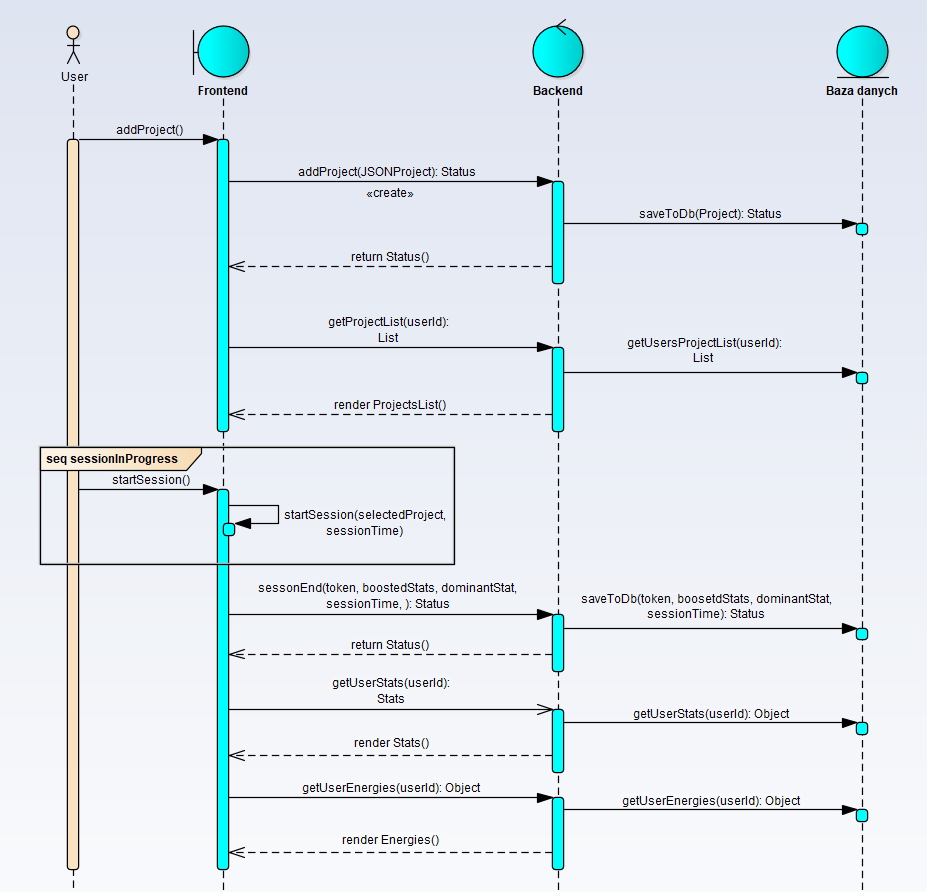 User
Frontend
Backend
Baza danych
addProject()
addProject(JSONProject): Status
«create»
saveToDb(Project): Status
return Status()
getProjectList(userId):
List
getUsersProjectList(userId):
List
render ProjectsList()
seq sessionInProgress
startSession()
startSession(selectedProject,
sessionTime)
sessonEnd(token, boostedStats, dominantStat,
sessionTime, ): Status
saveToDb(token, boosetdStats, dominantStat,
sessionTime): Status
return Status()
getUserStats(userId):
Stats
getUserStats(userId): Object
render Stats()
getUserEnergies(userId): Object
getUserEnergies(userId): Object
render Energies()